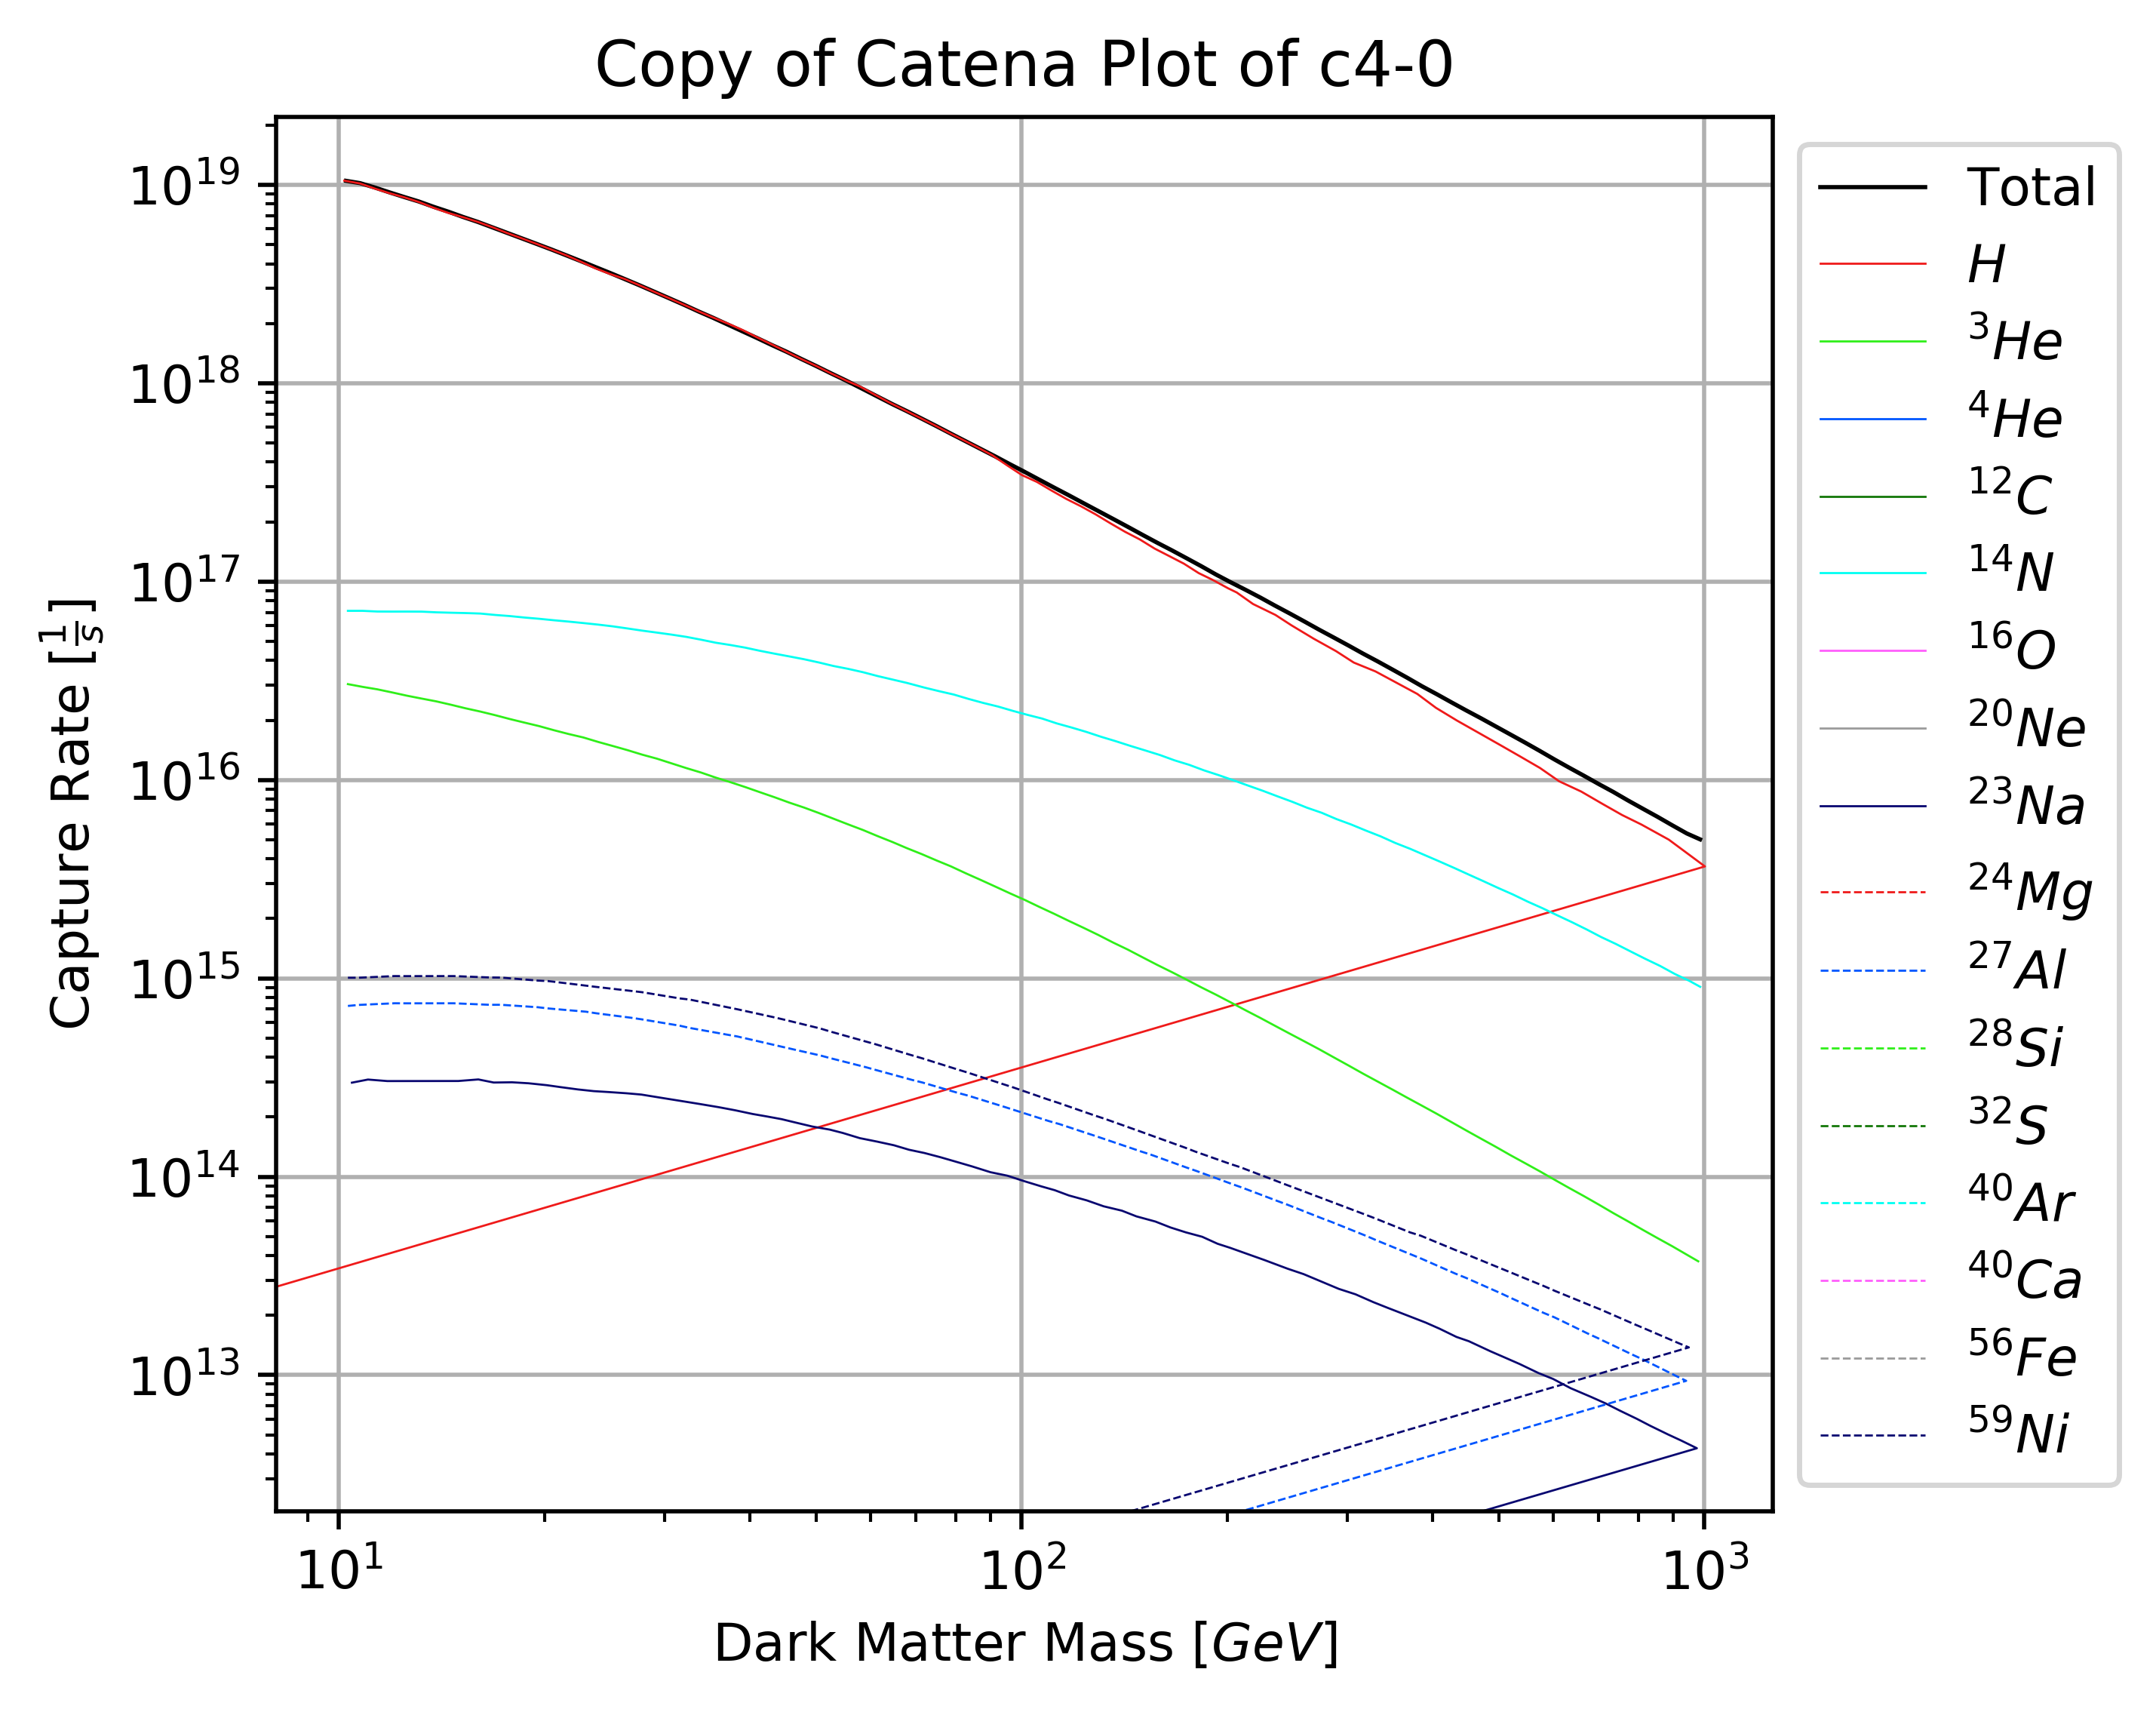 Copy of Catena Plot of c4-0
Capture Rate [1/s]
10^19
10^18
10^17
10^16
10^15
10^14
10^13
10^1
10^2
10^3
Dark Matter Mass [GeV]
Total
H
^3He
^4He
^12C
^14N
^16O
^20Ne
^23Na
^24Mg
^27Al
^28Si
^32S
^40Ar
^40Ca
^56Fe
^59Ni